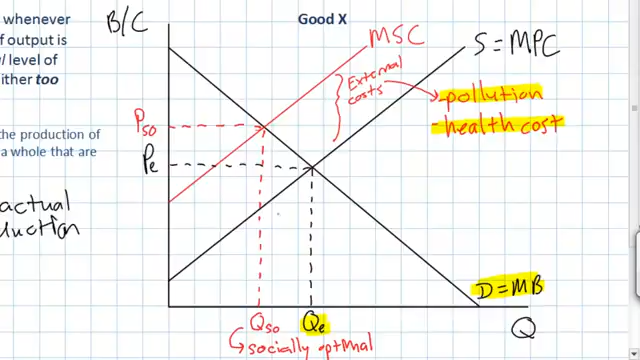 whenever
f output is
l level of
either too
the production of
a whole that are
actual
duction
Good X
B/C
MSC
S = MPC
External
costs
- pollution
- health cost
Pso
Pe
D = MB
Qso
Qe
Q
↳ socially optimal